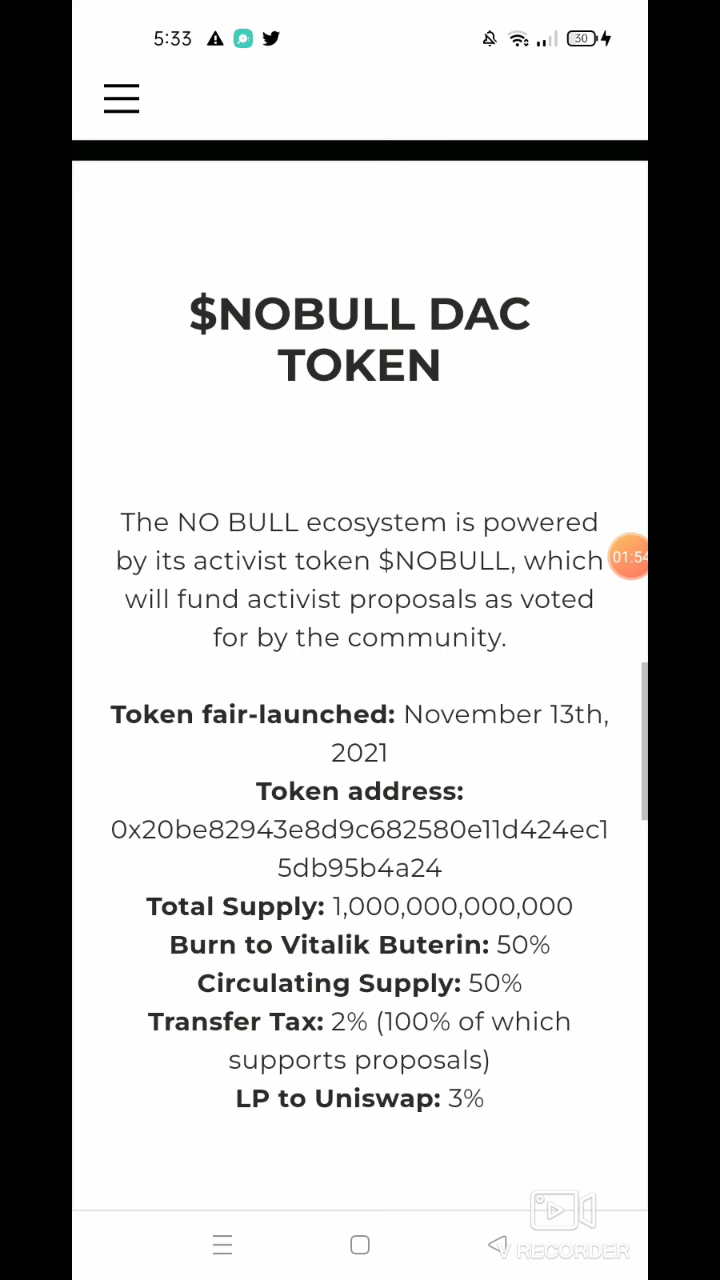 5:33
30
$NOBULL DAC
TOKEN
The NO BULL ecosystem is powered
by its activist token $NOBULL, which
01:54
will fund activist proposals as voted
for by the community.
Token fair-launched: November 13th,
2021
Token address:
0x20be82943e8d9c682580e11d424ec1
5db95b4a24
Total Supply: 1,000,000,000,000
Burn to Vitalik Buterin: 50%
Circulating Supply: 50%
Transfer Tax: 2% (100% of which
supports proposals)
LP to Uniswap: 3%
V RECORDER